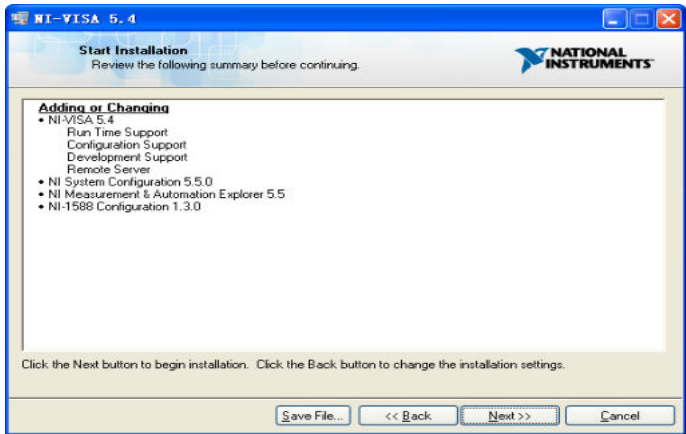 NI-VISA 5.4
Start Installation
Review the following summary before continuing.
NATIONAL
INSTRUMENTS
Adding or Changing
• NI-VISA 5.4
Run Time Support
Configuration Support
Development Support
Remote Server
• NI System Configuration 5.5.0
• NI Measurement & Automation Explorer 5.5
• NI-1588 Configuration 1.3.0
Click the Next button to begin installation. Click the Back button to change the installation settings.
Save File... << Back Next >> Cancel